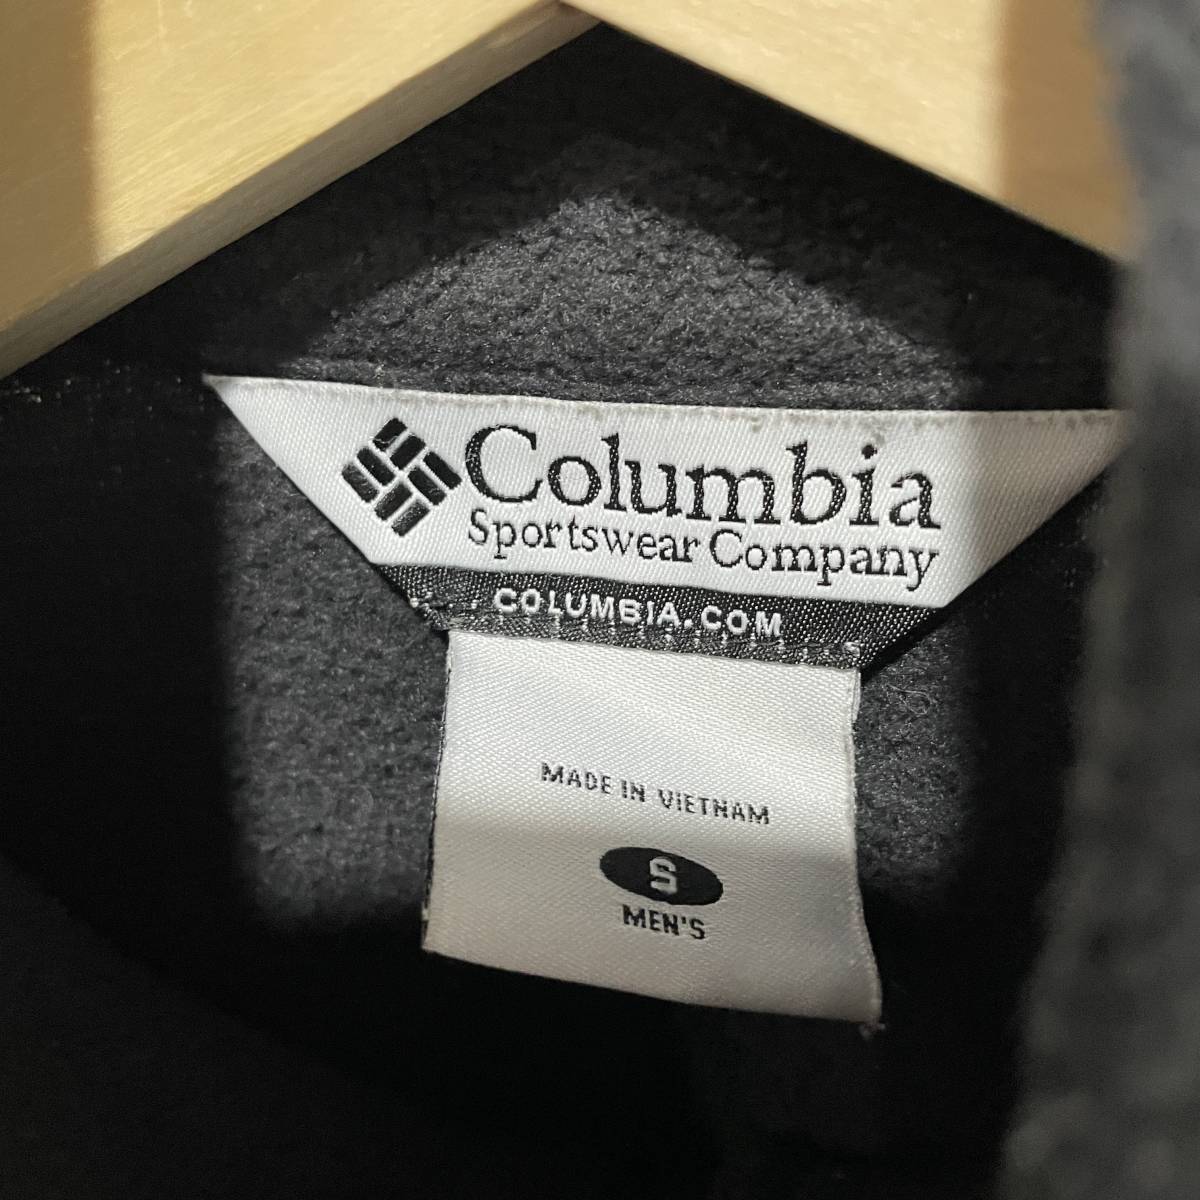 Columbia
Sportswear Company
COLUMBIA.COM
MADE IN VIETNAM
S
MEN'S